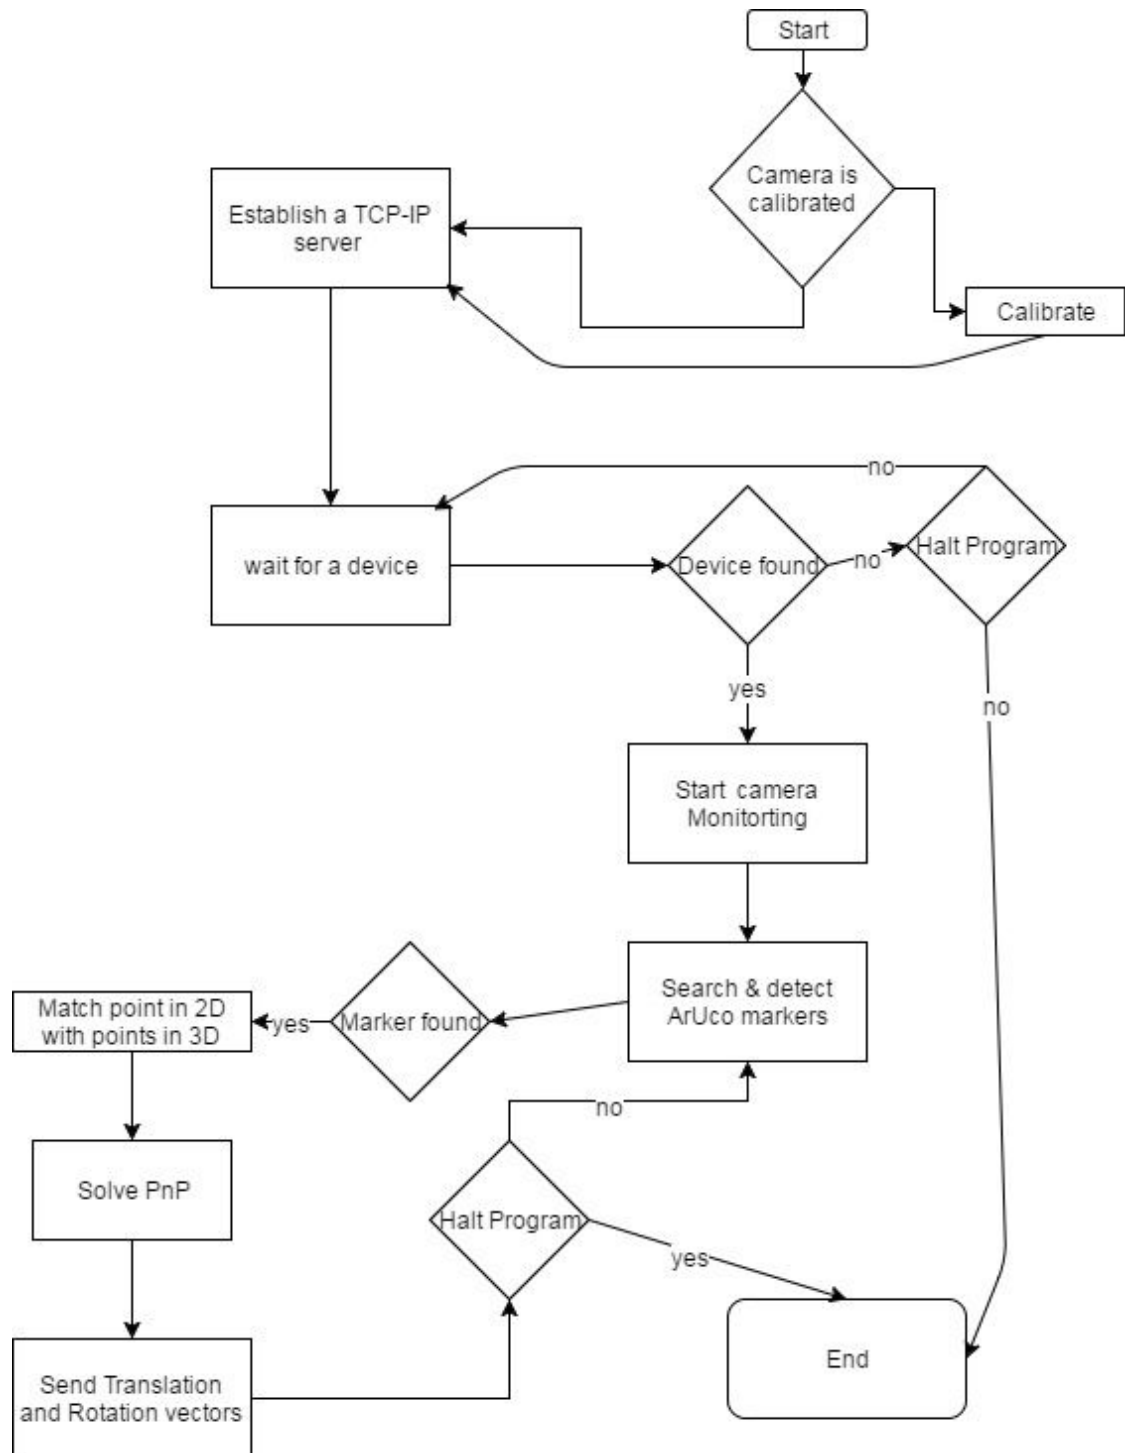 Start
Camera is
calibrated
Establish a TCP-IP
server
Calibrate
no
wait for a device
Device found
no
Halt Program
yes
no
Start camera
Monitorting
Search & detect
ArUco markers
Marker found
yes
Match point in 2D
with points in 3D
no
Solve PnP
Halt Program
yes
End
Send Translation
and Rotation vectors